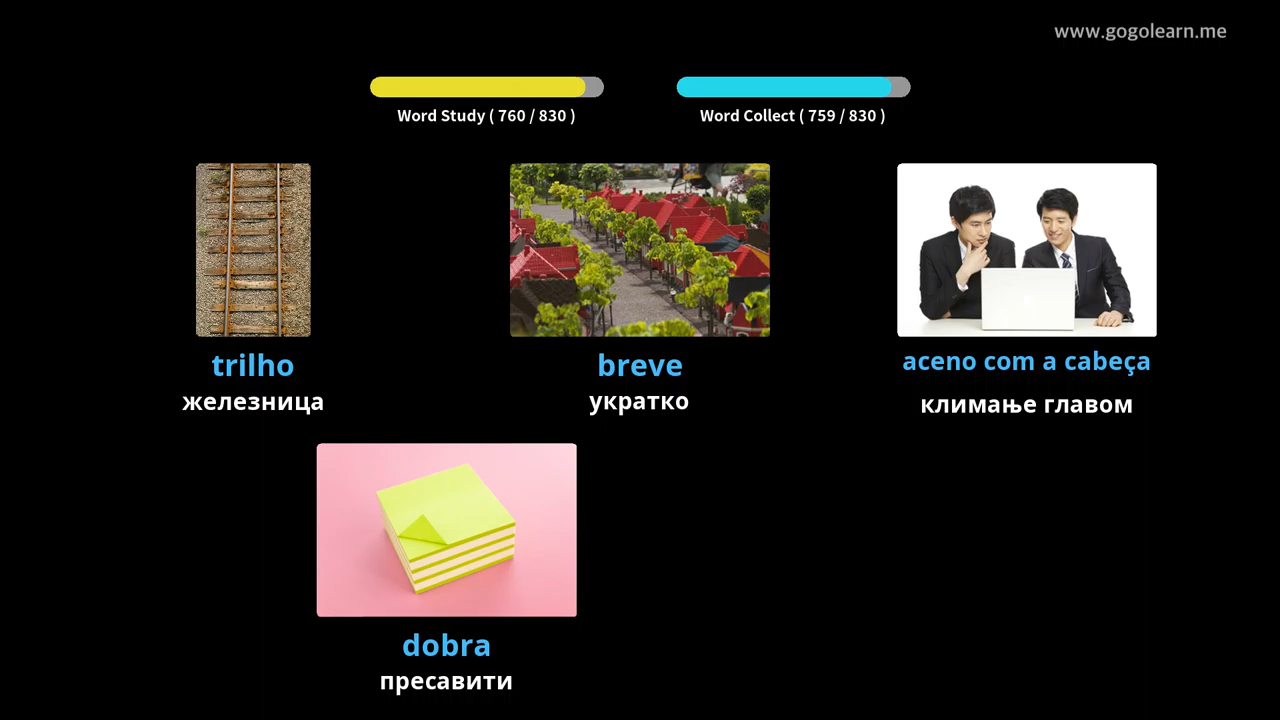 www.gogolearn.me
Word Study ( 760 / 830 )
Word Collect ( 759 / 830 )
trilho
железница
breve
укратко
aceno com a cabeça
климање главом
dobra
пресавити